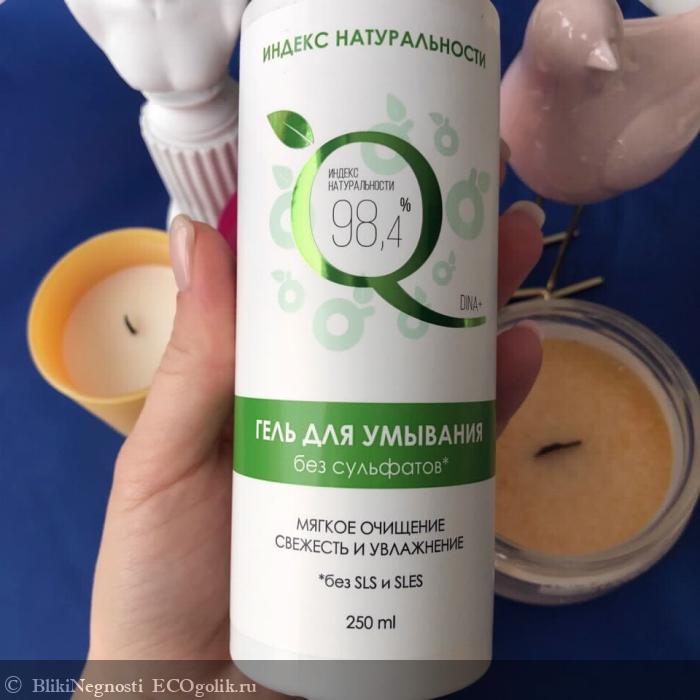 ИНДЕКС НАТУРАЛЬНОСТИ
ИНДЕКС
НАТУРАЛЬНОСТИ
98,4%
DINA+
ГЕЛЬ ДЛЯ УМЫВАНИЯ
без сульфатов*
МЯГКОЕ ОЧИЩЕНИЕ
СВЕЖЕСТЬ И УВЛАЖНЕНИЕ
*без SLS и SLES
250 ml
© BlikiNegnosti ECOgolik.ru